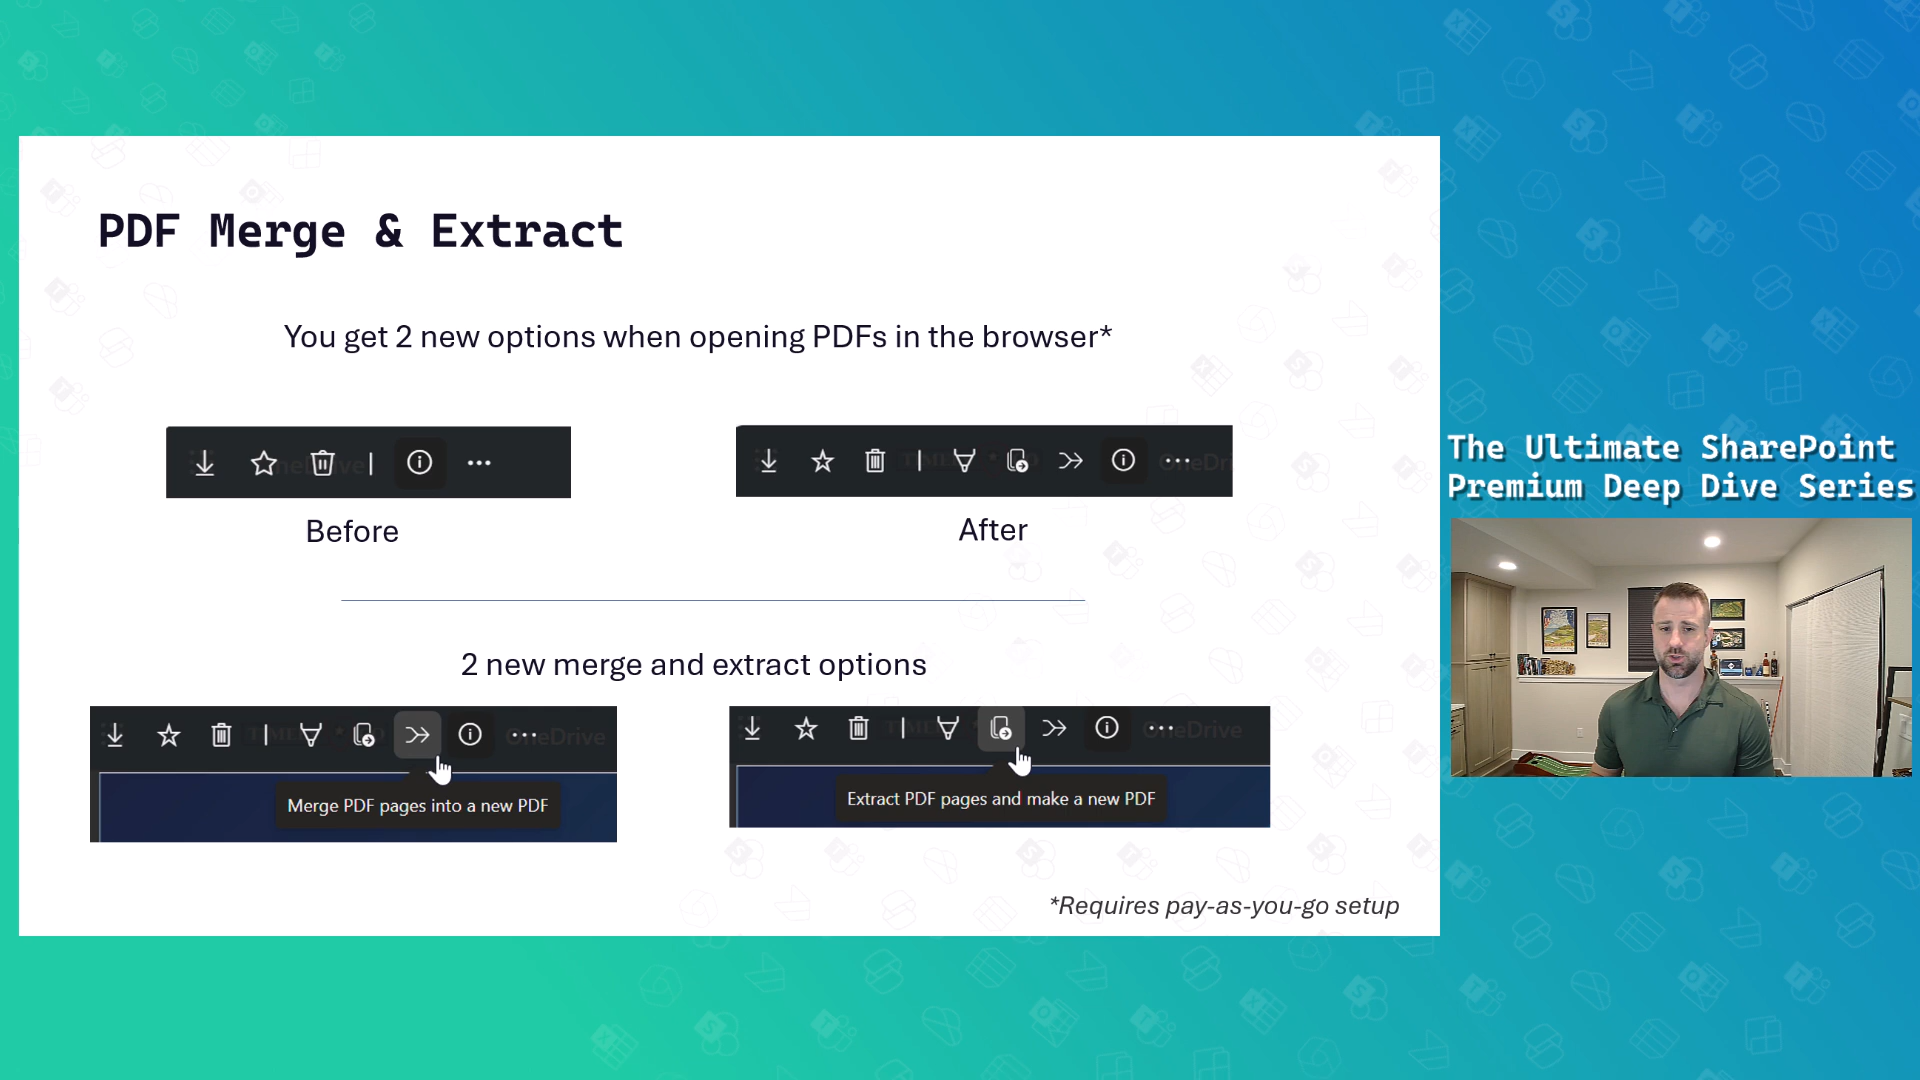 PDF Merge & Extract
You get 2 new options when opening PDFs in the browser*
Before
After
2 new merge and extract options
OneDrive
Merge PDF pages into a new PDF
OneDrive
Extract PDF pages and make a new PDF
*Requires pay-as-you-go setup
The Ultimate SharePoint
Premium Deep Dive Series